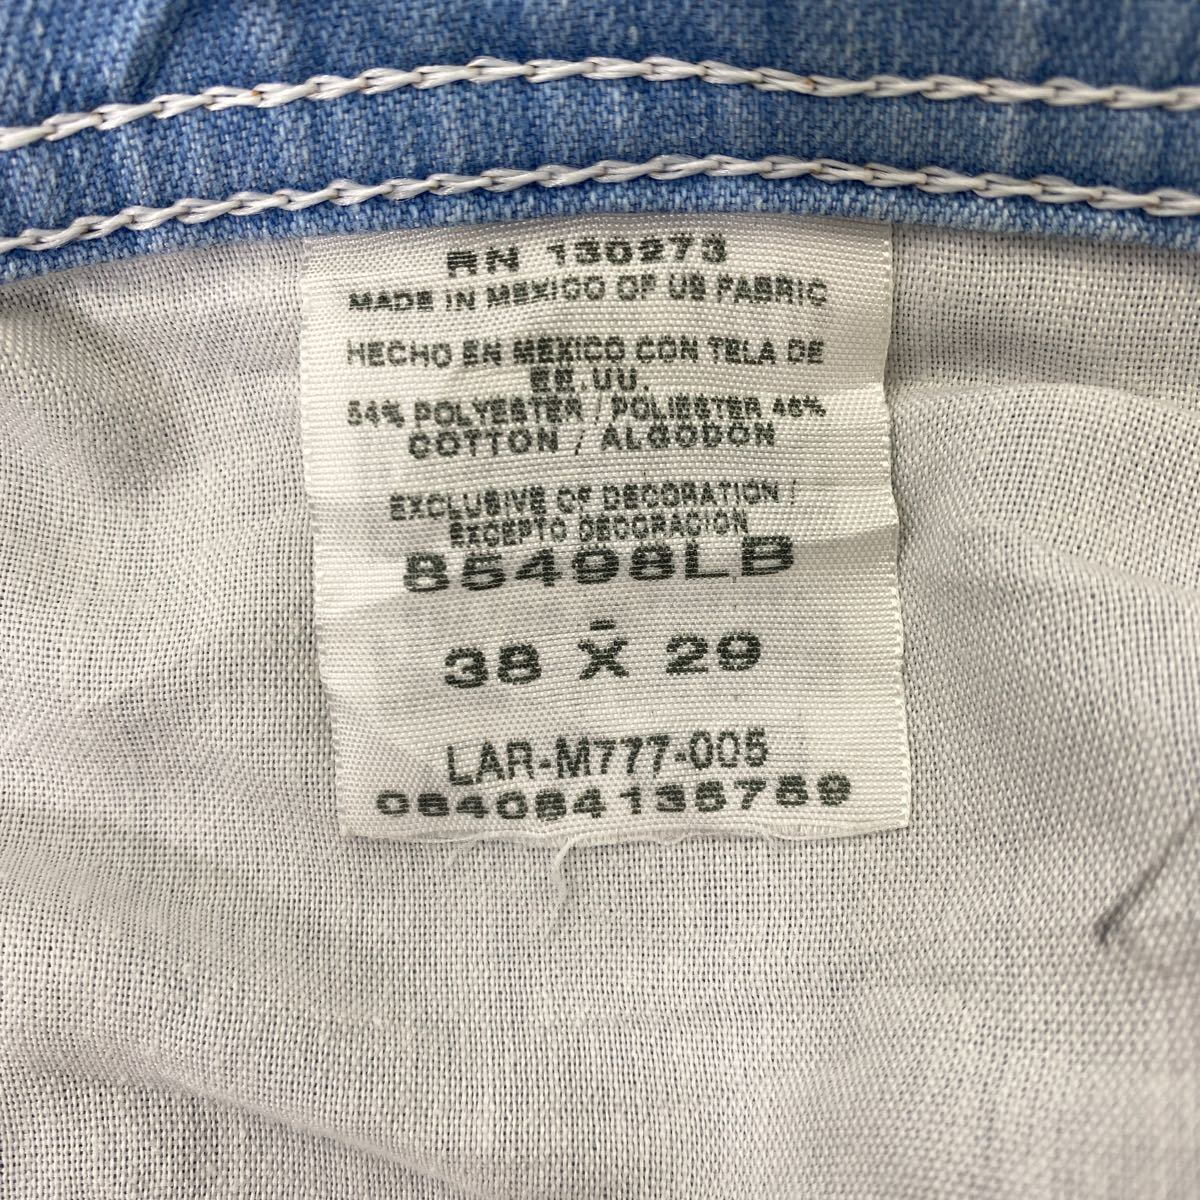 RN 130273
MADE IN MEXICO OF US FABRIC
HECHO EN MEXICO CON TELA DE
EE.UU.
54% POLYESTER / POLIESTER 46%
COTTON / ALGODON
EXCLUSIVE OF DECORATION /
EXCEPTO DECORACION
85498LB
-
38 X 29
LAR-M777-005